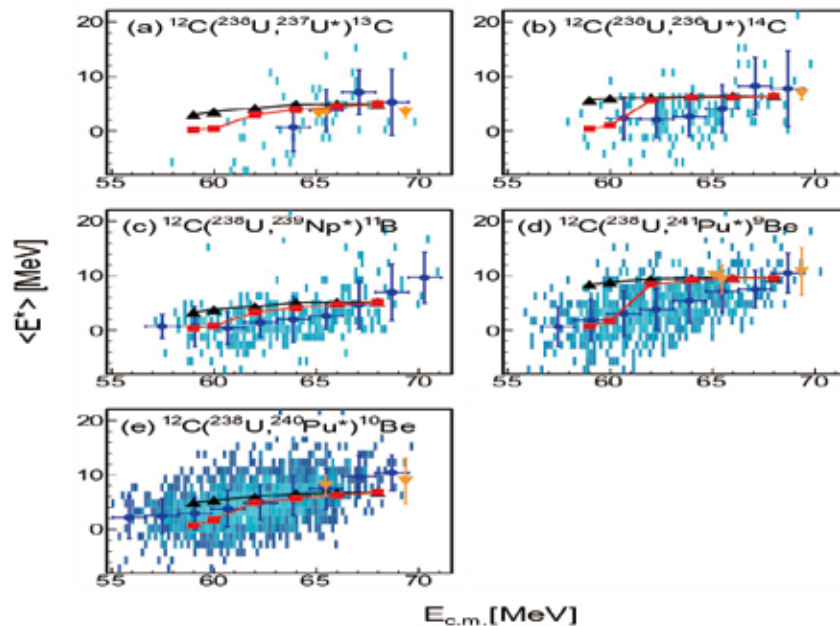 (a) ¹²C(²³⁸U,²³⁷U*)¹³C
(b) ¹²C(²³⁸U,²³⁶U*)¹⁴C
20
10
0
55 60 65 70
20
10
0
55 60 65 70
(c) ¹²C(²³⁸U,²³⁹Np*)¹¹B
(d) ¹²C(²³⁸U,²⁴¹Pu*)⁹Be
20
10
0
55 60 65 70
20
10
0
55 60 65 70
(e) ¹²C(²³⁸U,²⁴⁰Pu*)¹⁰Be
20
10
0
55 60 65 70
<E*> [MeV]
E_c.m. [MeV]